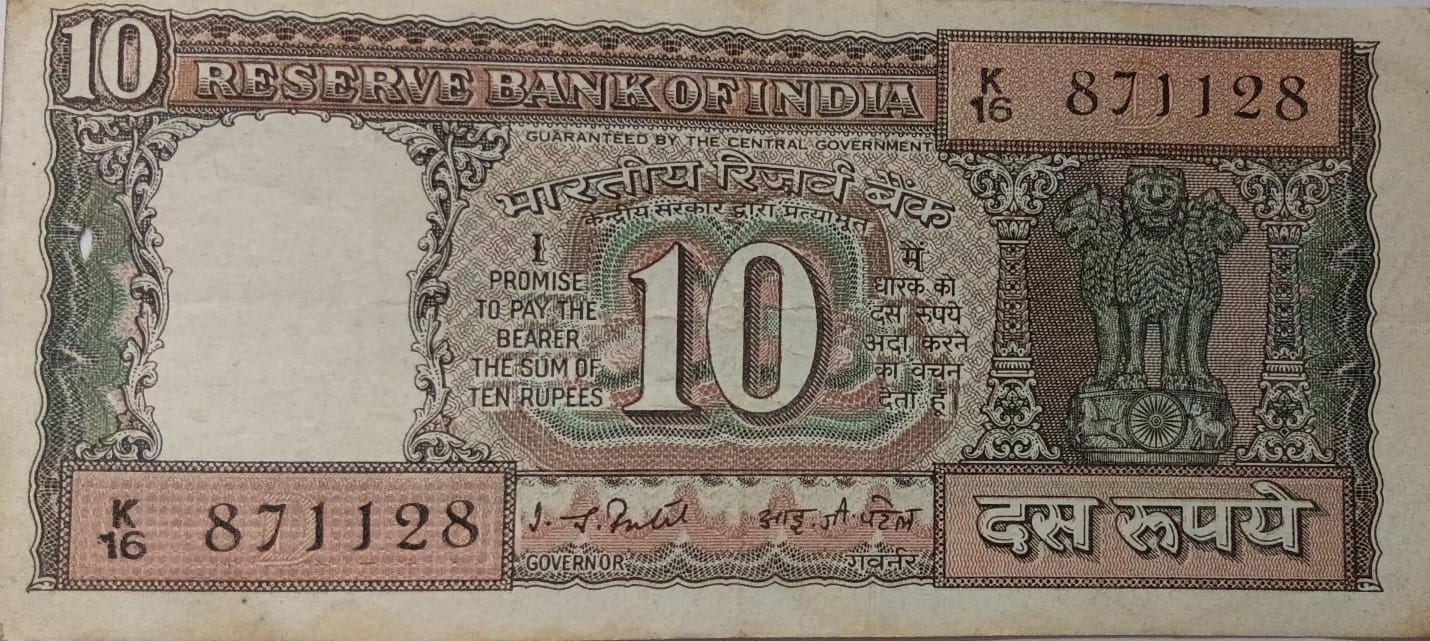 10
RESERVE BANK OF INDIA
K
16 871128
GUARANTEED BY THE CENTRAL GOVERNMENT
भारतीय रिज़र्व बैंक
केन्द्रीय सरकार द्वारा प्रत्याभूत
I
PROMISE
TO PAY THE
BEARER
THE SUM OF
TEN RUPEES
10
मैं
धारक को
दस रुपये
अदा करने
का वचन
देता हूँ
K
16 871128
I. G. Patel
आई. जी. पटेल
GOVERNOR
गवर्नर
दस रूपये